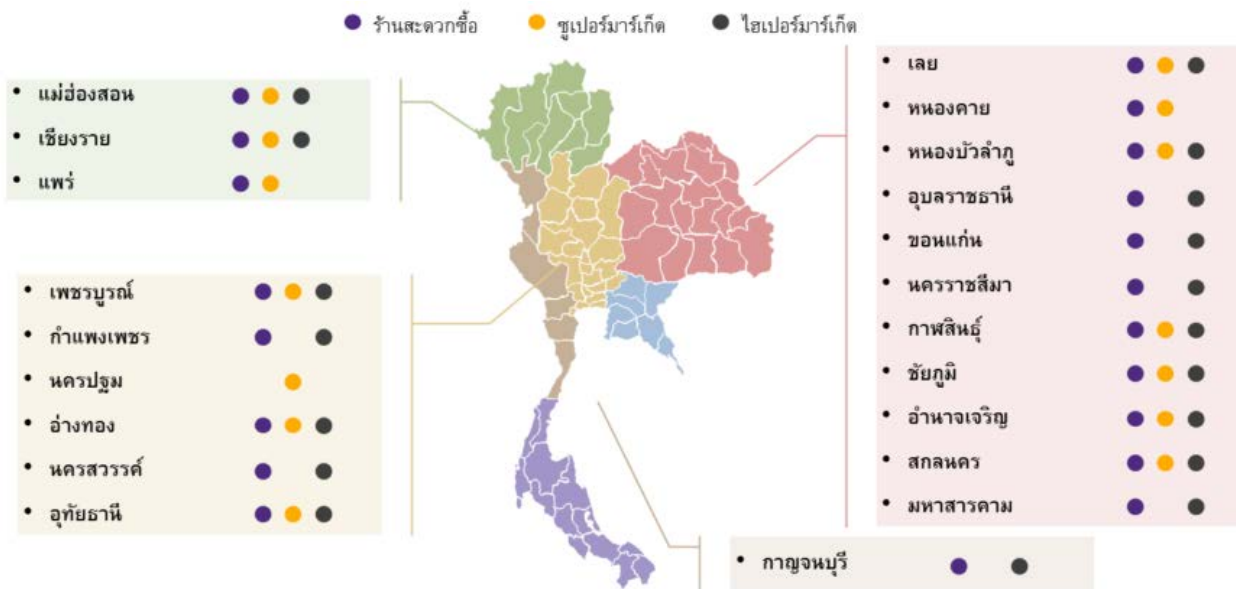 ร้านสะดวกซื้อ ซูเปอร์มาร์เก็ต ไฮเปอร์มาร์เก็ต
• แม่ฮ่องสอน
• เชียงราย
• แพร่
• เพชรบูรณ์
• กำแพงเพชร
• นครปฐม
• อ่างทอง
• นครสวรรค์
• อุทัยธานี
• เลย
• หนองคาย
• หนองบัวลำภู
• อุบลราชธานี
• ขอนแก่น
• นครราชสีมา
• กาฬสินธุ์
• ชัยภูมิ
• อำนาจเจริญ
• สกลนคร
• มหาสารคาม
• กาญจนบุรี